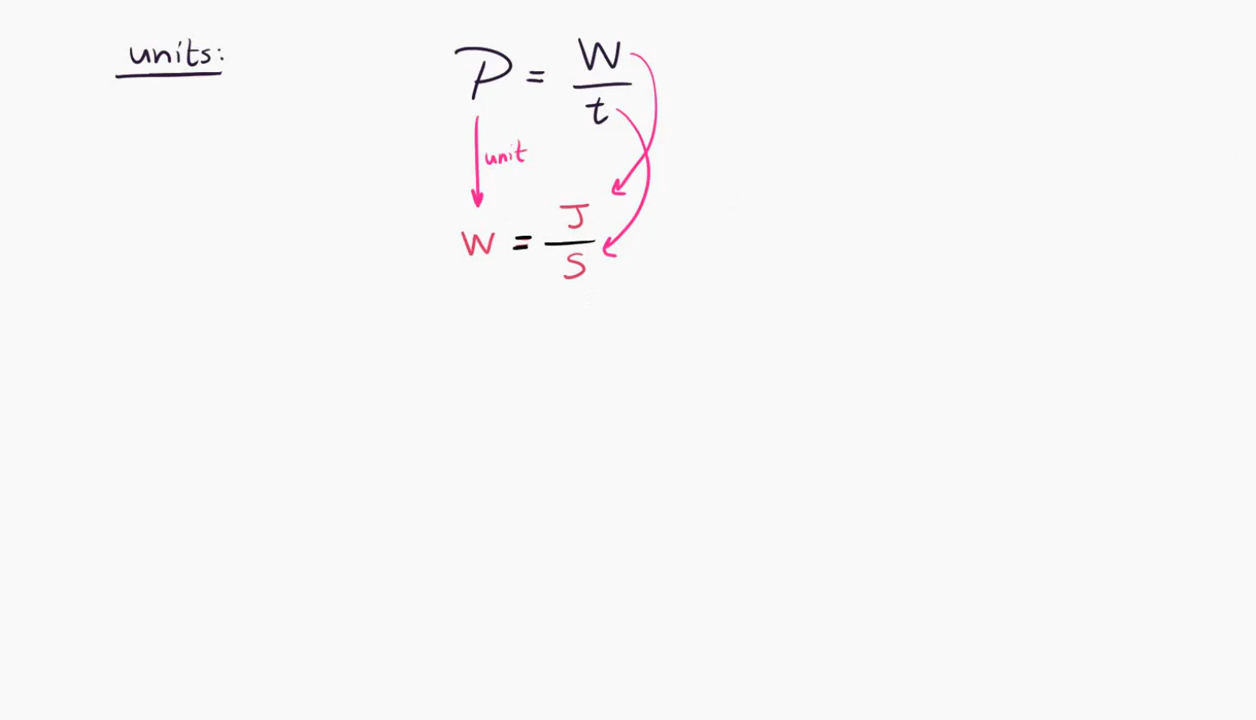 units:
P = W/t
unit
W = J/S